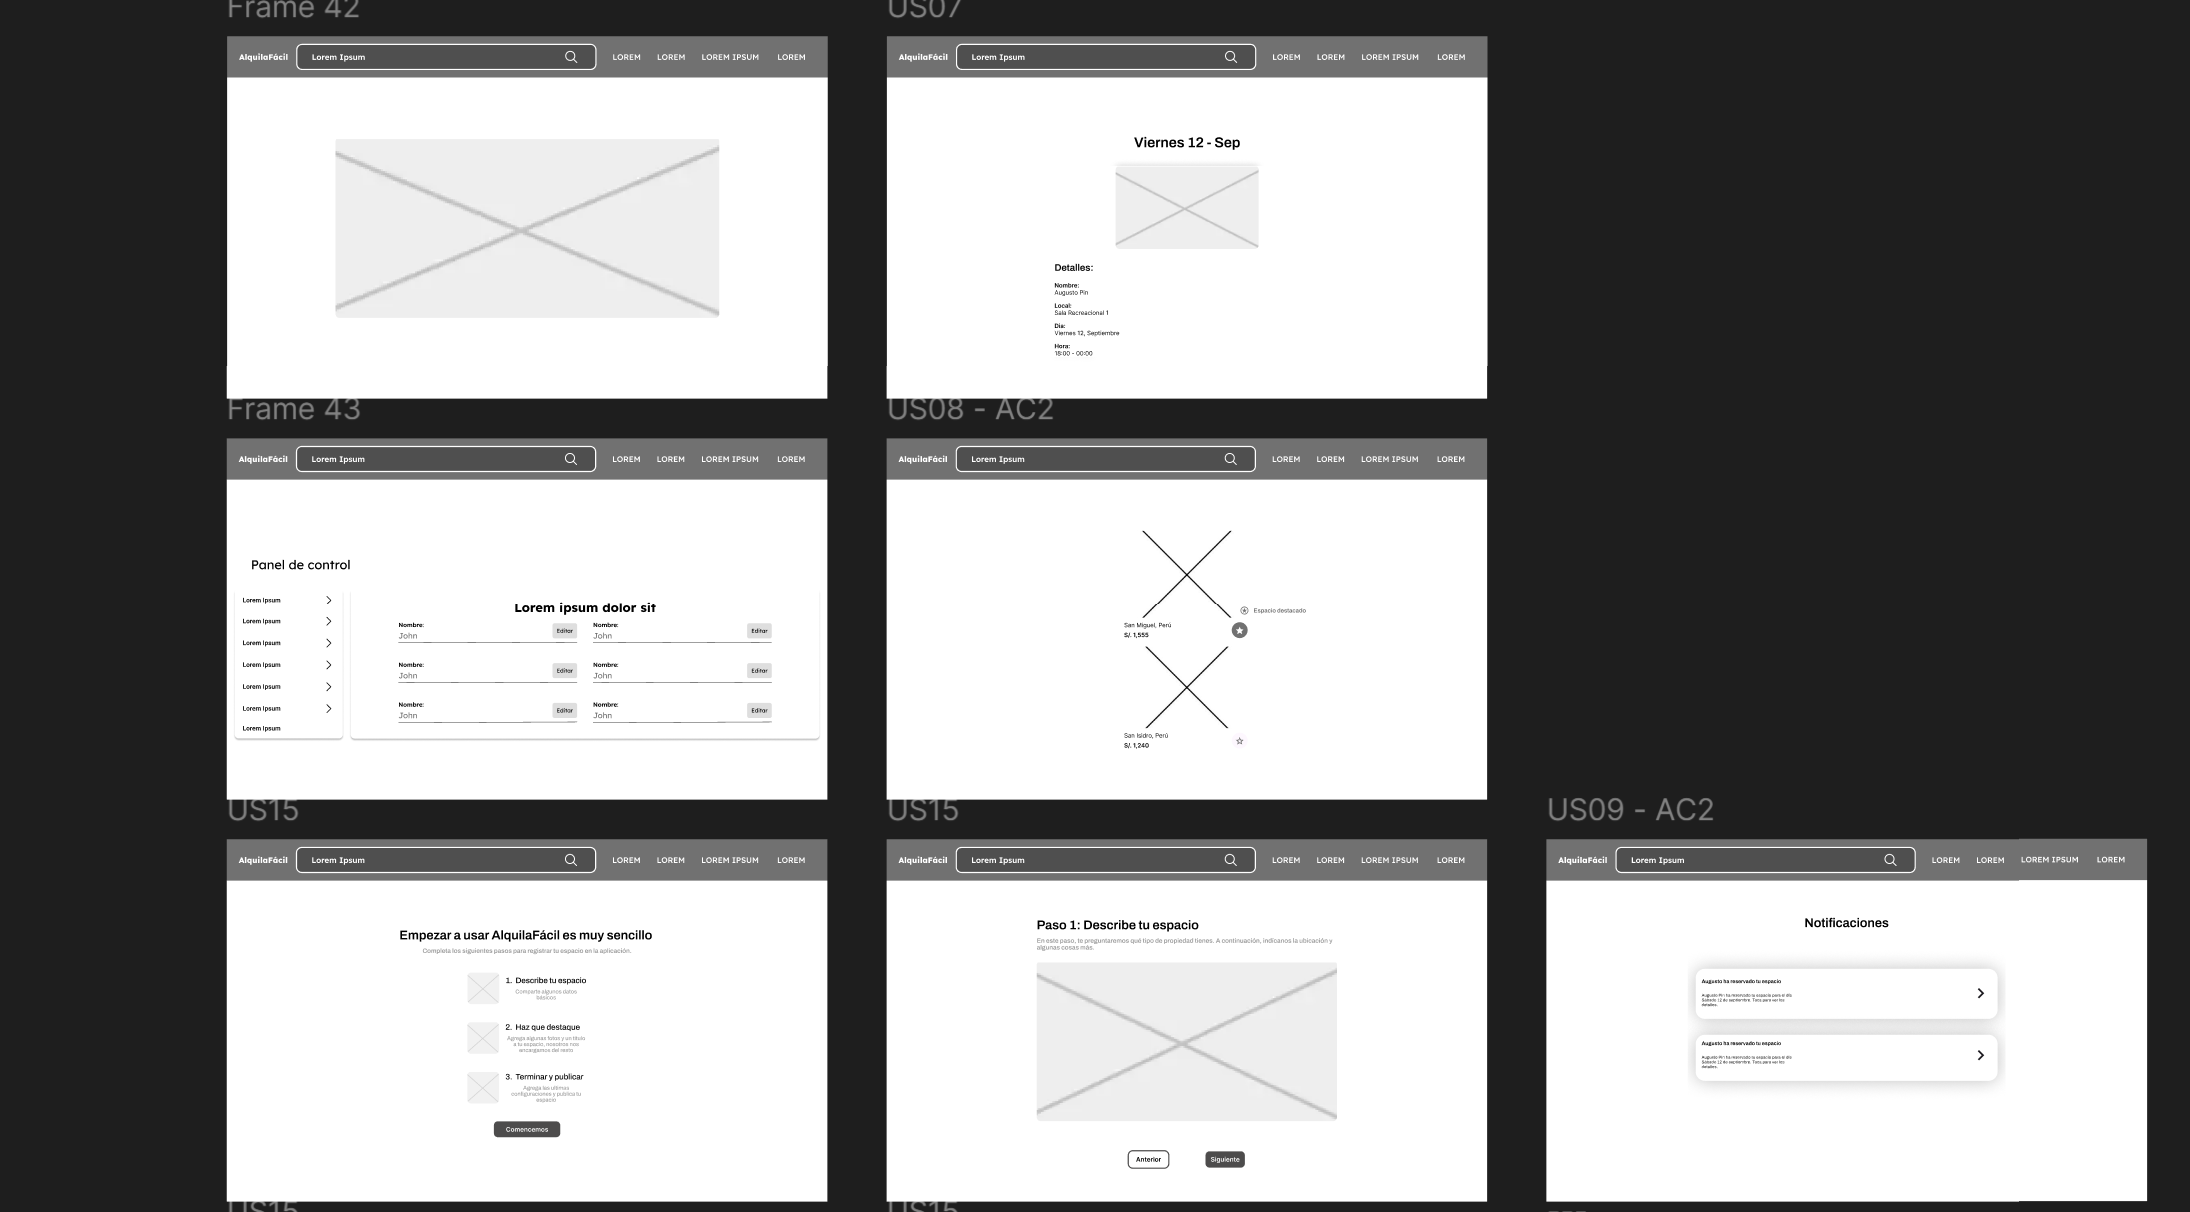 Frame 42
AlquilaFácil
Lorem Ipsum
LOREM LOREM LOREM IPSUM LOREM
US07
AlquilaFácil
Lorem Ipsum
LOREM LOREM LOREM IPSUM LOREM
Viernes 12 - Sep
Detalles:
Nombre:
Augusto Pin
Local:
Sala Recreacional 1
Dia:
Viernes 12, Septiembre
Hora:
18:00 - 00:00
Frame 43
AlquilaFácil
Lorem Ipsum
LOREM LOREM LOREM IPSUM LOREM
Panel de control
Lorem Ipsum
Lorem Ipsum
Lorem Ipsum
Lorem Ipsum
Lorem Ipsum
Lorem Ipsum
Lorem Ipsum
Lorem ipsum dolor sit
Nombre:
John
Editar
Nombre:
John
Editar
Nombre:
John
Editar
Nombre:
John
Editar
Nombre:
John
Editar
Nombre:
John
Editar
US08 - AC2
AlquilaFácil
Lorem Ipsum
LOREM LOREM LOREM IPSUM LOREM
Espacio destacado
San Miguel, Perú
S/. 1,555
San Isidro, Perú
S/. 1,240
US15
AlquilaFácil
Lorem Ipsum
LOREM LOREM LOREM IPSUM LOREM
Empezar a usar AlquilaFácil es muy sencillo
Completa los siguientes pasos para registrar tu espacio en la aplicación.
1. Describe tu espacio
Comparte algunos datos
básicos
2. Haz que destaque
Agrega algunas fotos y un título
a tu espacio, nosotros nos
encargamos del resto
3. Terminar y publicar
Agrega las ultimas
configuraciones y publica tu
espacio
Comencemos
US15
AlquilaFácil
Lorem Ipsum
LOREM LOREM LOREM IPSUM LOREM
Paso 1: Describe tu espacio
En este paso, te preguntaremos qué tipo de propiedad tienes. A continuación, indícanos la ubicación y
algunas cosas más.
Anterior
Siguiente
US09 - AC2
AlquilaFácil
Lorem Ipsum
LOREM LOREM LOREM IPSUM LOREM
Notificaciones
Augusto ha reservado tu espacio
Augusto Pin ha reservado tu espacio para el día
Sábado 12 de septiembre. Toca para ver los
detalles.
Augusto ha reservado tu espacio
Augusto Pin ha reservado tu espacio para el día
Sábado 12 de septiembre. Toca para ver los
detalles.
US15
US15